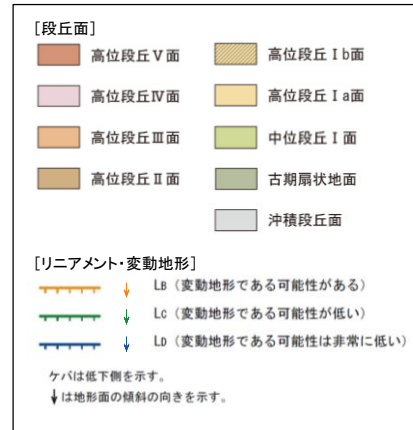 [段丘面]
高位段丘Ⅴ面
高位段丘Ⅳ面
高位段丘Ⅲ面
高位段丘Ⅱ面
高位段丘Ⅰb面
高位段丘Ⅰa面
中位段丘Ⅰ面
古期扇状地面
沖積段丘面
[リニアメント・変動地形]
LB（変動地形である可能性がある）
LC（変動地形である可能性が低い）
LD（変動地形である可能性は非常に低い）
ケバは低下側を示す。
↓は地形面の傾斜の向きを示す。